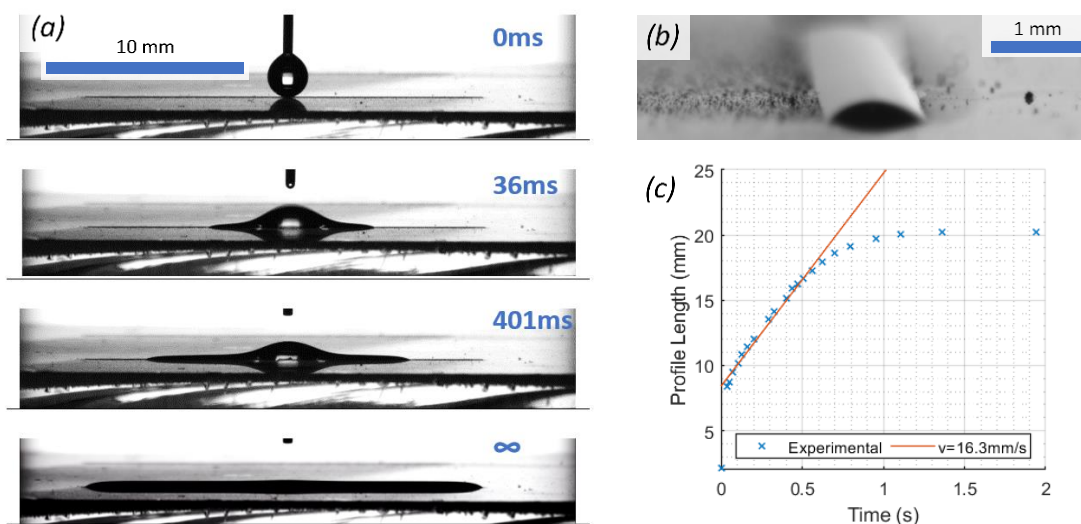 (a)
10 mm
0ms
36ms
401ms
∞
(b)
1 mm
(c)
25
20
15
10
5
Profile Length (mm)
Experimental
v=16.3mm/s
0
0.5
1
1.5
2
Time (s)